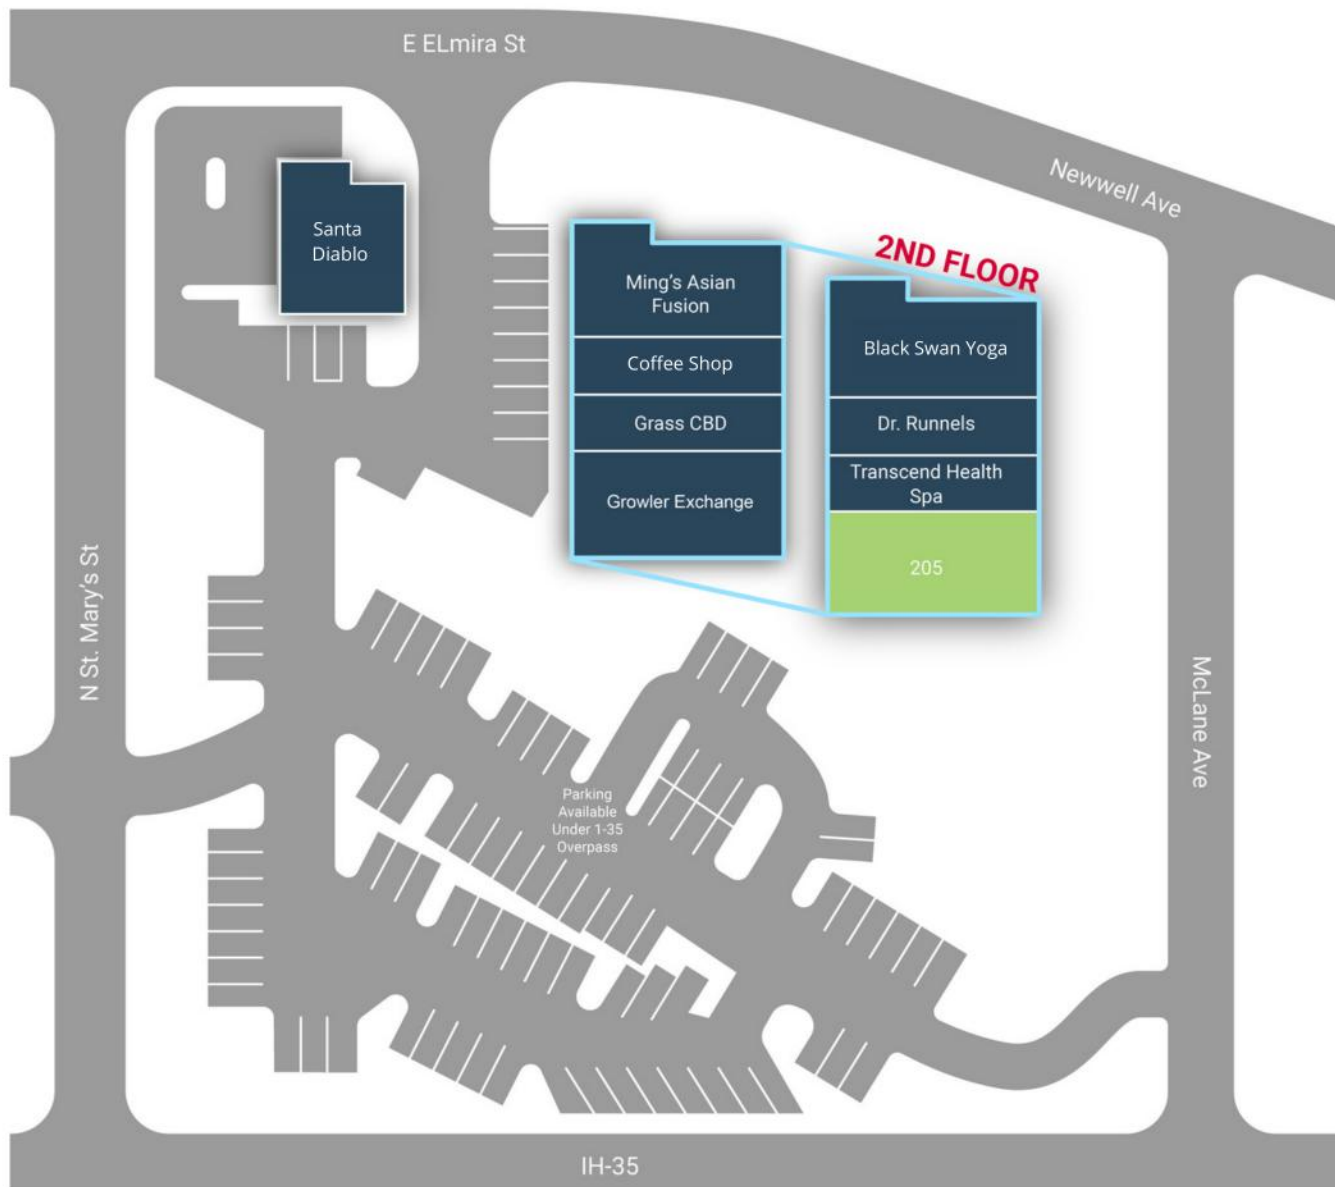 E ELmira St
Newwell Ave
Santa
Diablo
2ND FLOOR
Ming's Asian
Fusion
Coffee Shop
Grass CBD
Growler Exchange
Black Swan Yoga
Dr. Runnels
Transcend Health
Spa
205
N St. Mary's St
McLane Ave
Parking
Available
Under 1-35
Overpass
IH-35